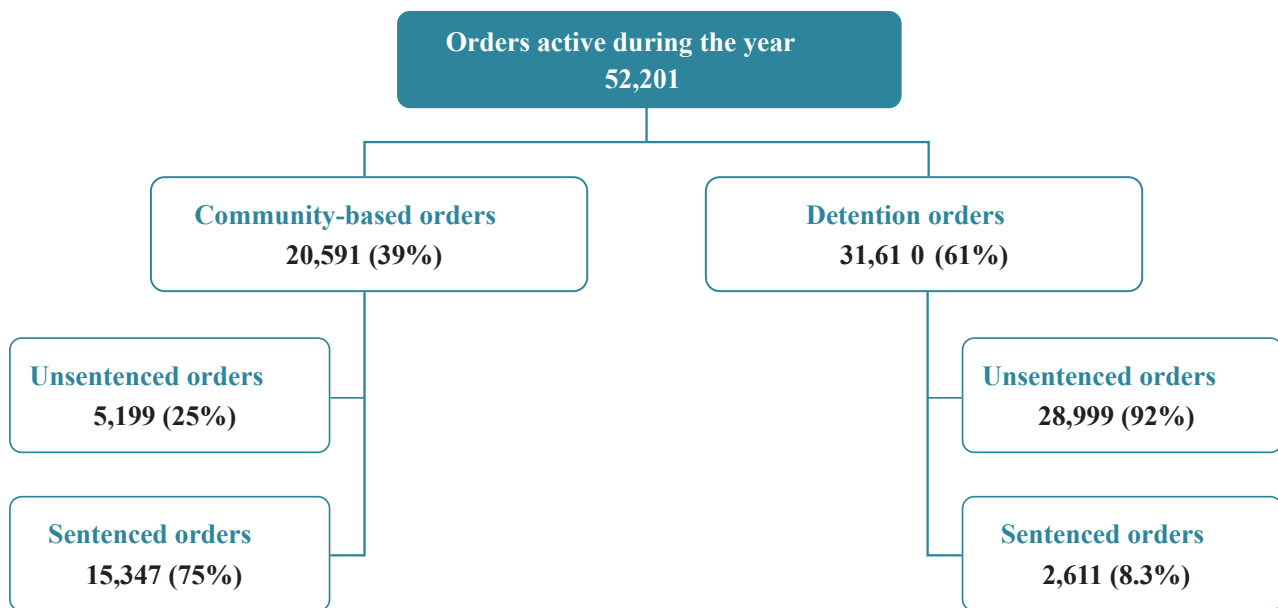 Orders active during the year
52,201
Community-based orders
20,591 (39%)
Detention orders
31,61 0 (61%)
Unsentenced orders
5,199 (25%)
Unsentenced orders
28,999 (92%)
Sentenced orders
15,347 (75%)
Sentenced orders
2,611 (8.3%)